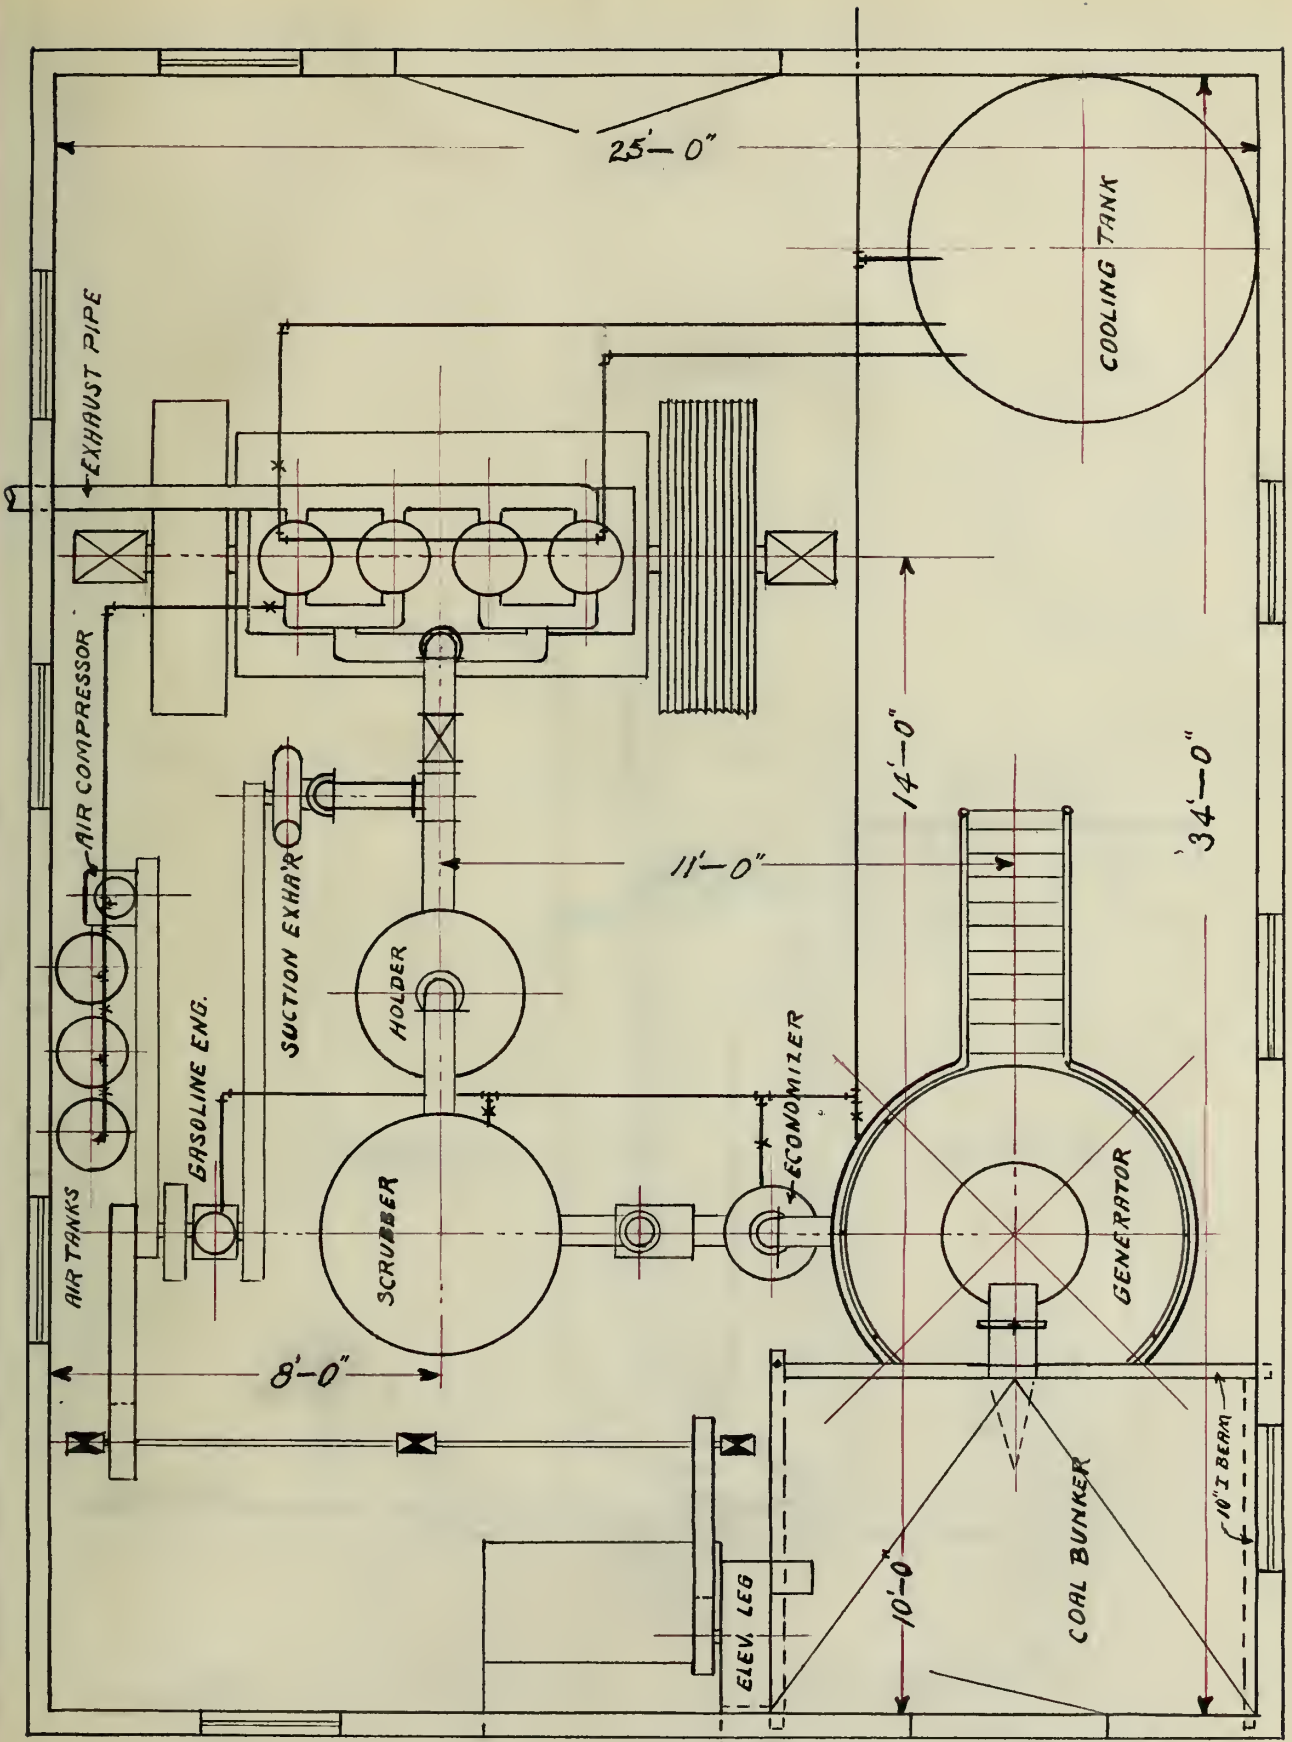 25'—0"
COOLING TANK
EXHAUST PIPE
AIR COMPRESSOR
14'—0"
34'—0"
11'—0"
SUCTION EXHA'R
HOLDER
GASOLINE ENG.
ECONOMIZER
AIR TANKS
SCRUBBER
GENERATOR
8'—0"
10" I BEAM
COAL BUNKER
10'—0"
ELEV. LEG